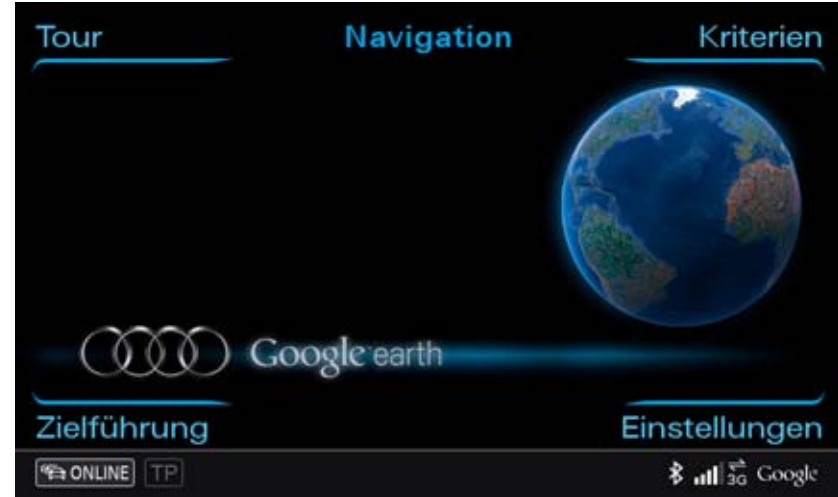 Tour Navigation Kriterien
Google earth
Zielführung Einstellungen
ONLINE TP 3G Google